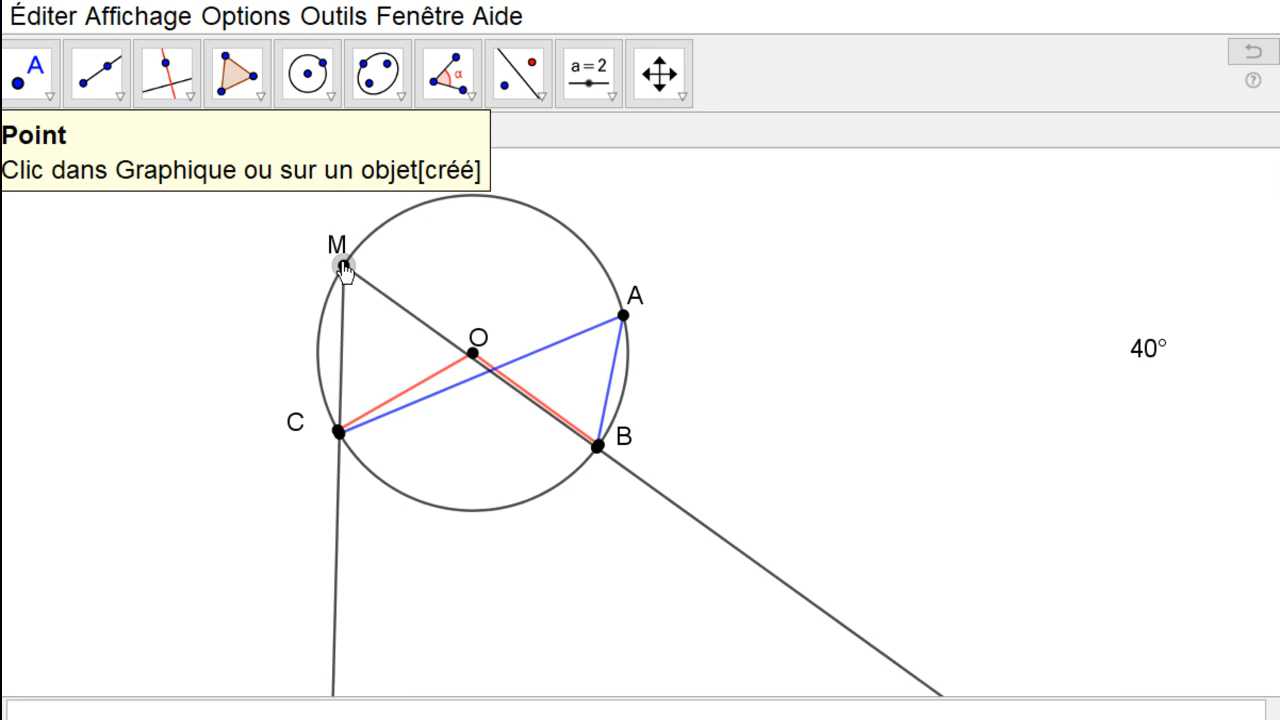 Éditer Affichage Options Outils Fenêtre Aide
A
α
a=2
?
Point
Clic dans Graphique ou sur un objet[créé]
M
A
O
40°
C
B